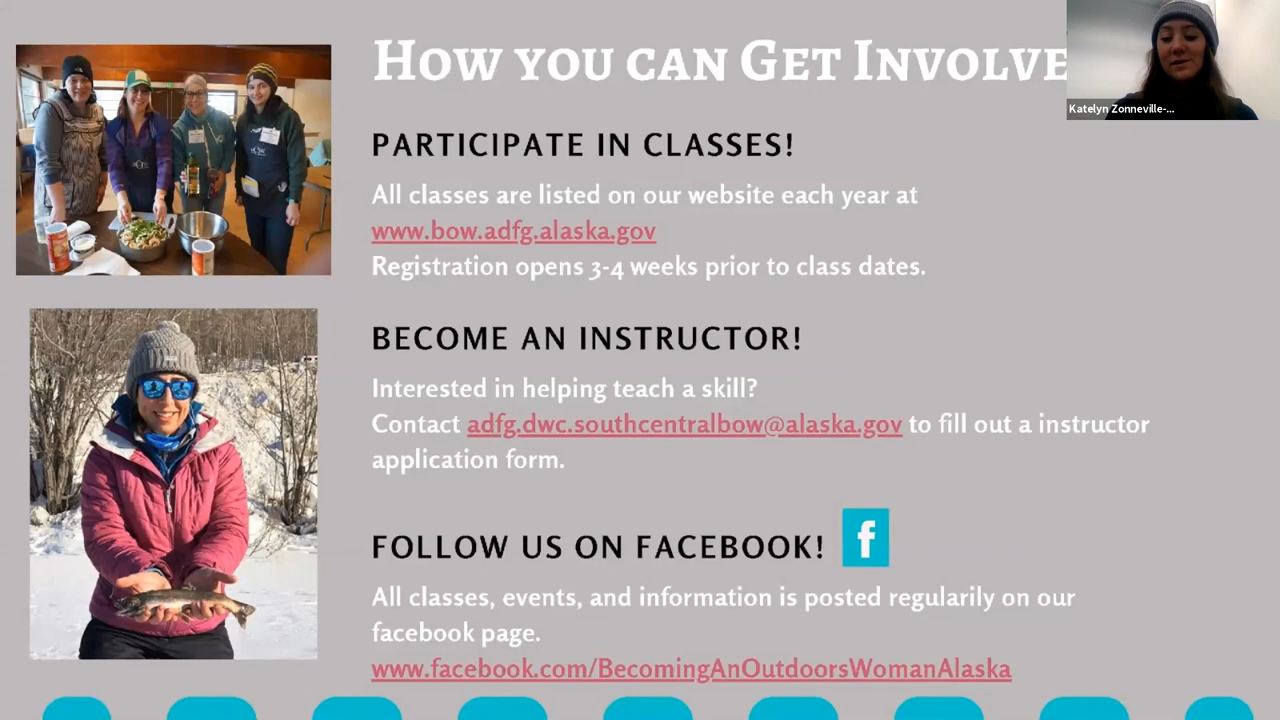 How you can Get Involve
Katelyn Zonneville-...
PARTICIPATE IN CLASSES!
All classes are listed on our website each year at
www.bow.adfg.alaska.gov
Registration opens 3-4 weeks prior to class dates.
BECOME AN INSTRUCTOR!
Interested in helping teach a skill?
Contact adfg.dwc.southcentralbow@alaska.gov to fill out a instructor
application form.
FOLLOW US ON FACEBOOK! f
All classes, events, and information is posted regularily on our
facebook page.
www.facebook.com/BecomingAnOutdoorsWomanAlaska